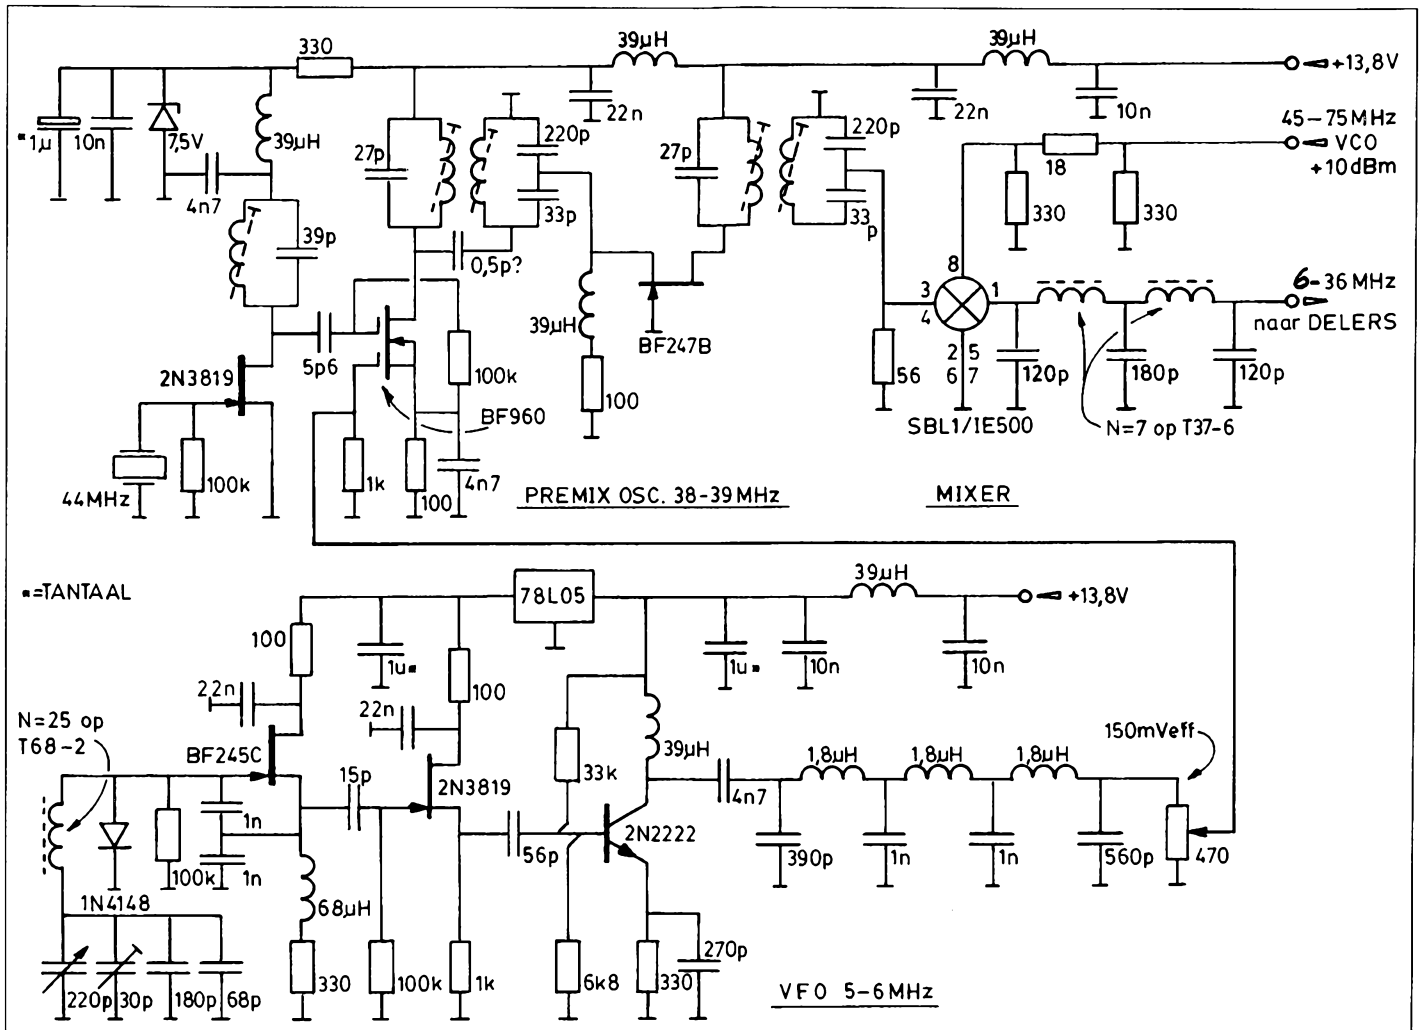 39µH
39µH
330
+13,8V
22n
22n
10n
*1µ
10n
7,5V
39µH
4n7
27p
220p
33p
27p
220p
33p
45-75MHz
VCO
+10dBm
18
330
330
39p
0,5p?
39µH
BF247B
8
3
1
4
2 5
6 7
6-36MHz
naar DELERS
5p6
2N3819
100k
BF960
100
56
120p
180p
120p
SBL1/IE500
N=7 op T37-6
44MHz
100k
1k
100
4n7
PREMIX OSC. 38-39MHz
MIXER
*=TANTAAL
78L05
39µH
+13,8V
100
1u*
100
1u*
10n
10n
22n
22n
N=25 op
T68-2
BF245C
15p
2N3819
33k
39µH
4n7
1,8µH
1,8µH
1,8µH
150mVeff
1n
56p
2N2222
390p
1n
1n
560p
470
100k
1n
1N4148
68µH
220p
30p
180p
68p
330
100k
1k
6k8
330
270p
VFO 5-6MHz